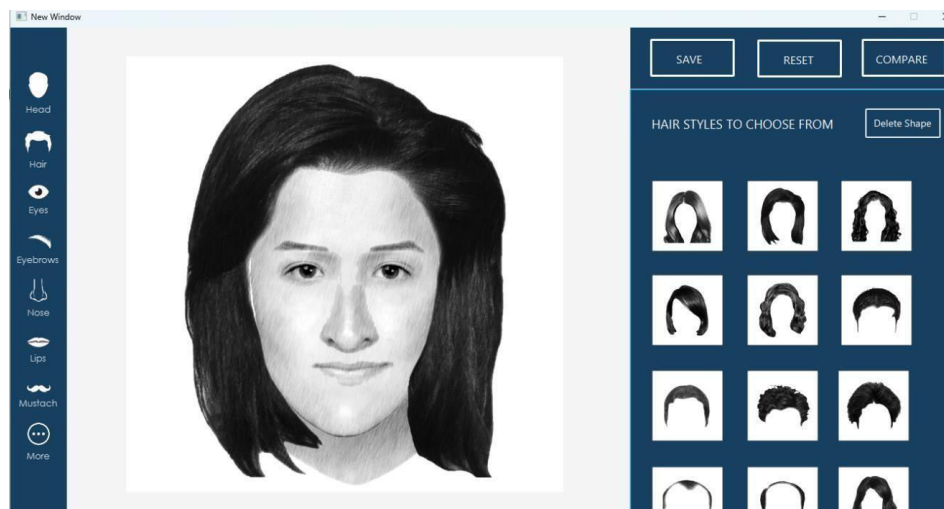 New Window
Head
Hair
Eyes
Eyebrows
Nose
Lips
Mustach
More
SAVE
RESET
COMPARE
HAIR STYLES TO CHOOSE FROM
Delete Shape